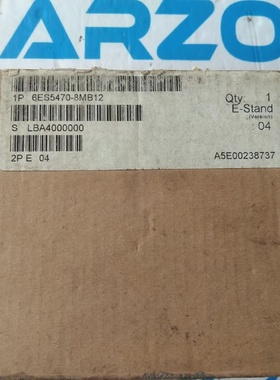 ARZO
1P 6ES5470-8MB12
Qty: 1
E-Stand
(Version)
S LBA4000000
04
2P E 04
A5E00238737